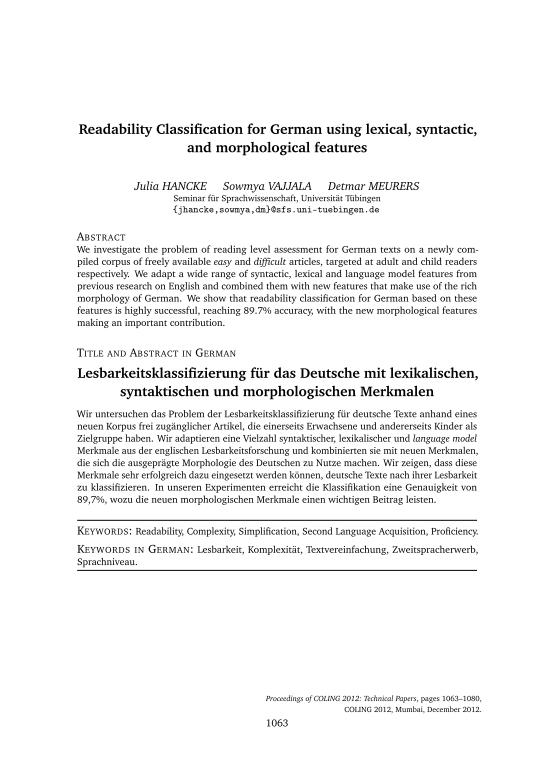 Readability Classification for German using lexical, syntactic,
and morphological features
Julia HANCKE Sowmya VAJJALA Detmar MEURERS
Seminar für Sprachwissenschaft, Universität Tübingen
{jhancke,sowmya,dm}@sfs.uni-tuebingen.de
ABSTRACT
We investigate the problem of reading level assessment for German texts on a newly com-
piled corpus of freely available easy and difficult articles, targeted at adult and child readers
respectively. We adapt a wide range of syntactic, lexical and language model features from
previous research on English and combined them with new features that make use of the rich
morphology of German. We show that readability classification for German based on these
features is highly successful, reaching 89.7% accuracy, with the new morphological features
making an important contribution.
TITLE AND ABSTRACT IN GERMAN
Lesbarkeitsklassifizierung für das Deutsche mit lexikalischen,
syntaktischen und morphologischen Merkmalen
Wir untersuchen das Problem der Lesbarkeitsklassifizierung für deutsche Texte anhand eines
neuen Korpus frei zugänglicher Artikel, die einerseits Erwachsene und andererseits Kinder als
Zielgruppe haben. Wir adaptieren eine Vielzahl syntaktischer, lexikalischer und language model
Merkmale aus der englischen Lesbarkeitsforschung und kombinierten sie mit neuen Merkmalen,
die sich die ausgeprägte Morphologie des Deutschen zu Nutze machen. Wir zeigen, dass diese
Merkmale sehr erfolgreich dazu eingesetzt werden können, deutsche Texte nach ihrer Lesbarkeit
zu klassifizieren. In unseren Experimenten erreicht die Klassifikation eine Genauigkeit von
89,7%, wozu die neuen morphologischen Merkmale einen wichtigen Beitrag leisten.
KEYWORDS: Readability, Complexity, Simplification, Second Language Acquisition, Proficiency.
KEYWORDS IN GERMAN: Lesbarkeit, Komplexität, Textvereinfachung, Zweitspracherwerb,
Sprachniveau.
Proceedings of COLING 2012: Technical Papers, pages 1063–1080,
COLING 2012, Mumbai, December 2012.
1063